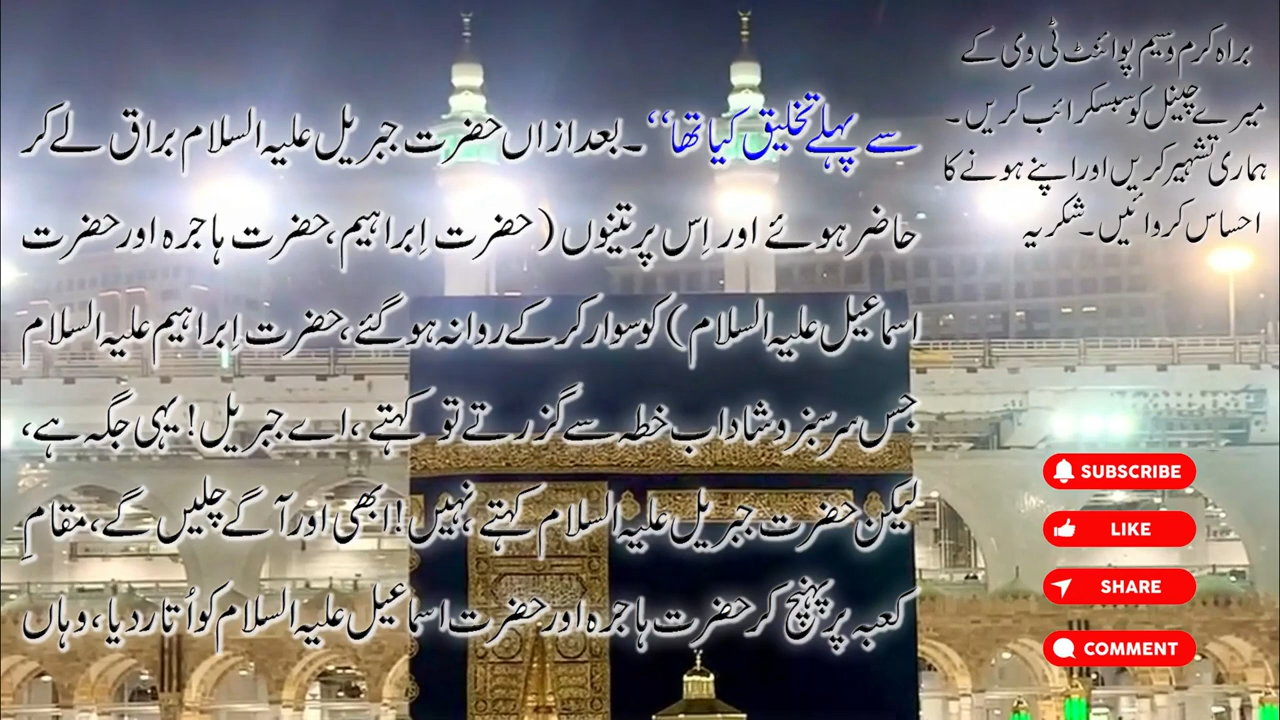 سے پہلے تخلیق کیا تھا‘‘۔بعدازاں حضرت جبریل علیہ السلام براق لے کر
حاضر ہوئے اور اِس پر تینوں ( حضرت اِبراہیم،حضرت ہاجرہ اور حضرت
اسماعیل علیہ السلام) کو سوار کر کے روانہ ہو گئے،حضرت اِبراہیم علیہ السلام
جس سرسبز و شاداب خطہ سے گزرتے تو کہتے،اے جبریل! یہی جگہ ہے،
لیکن حضرت جبریل علیہ السلام کہتے،نہیں! ابھی اور آگے چلیں گے،مقامِ
کعبہ پر پہنچ کر حضرت ہاجرہ اور حضرت اسماعیل علیہ السلام کو اُتار دیا،وہاں
براہ کرم وسیم پوائنٹ ٹی وی کے
میرے چینل کو سبسکرائب کریں۔
ہماری تشہیر کریں اور اپنے ہونے کا
احساس کروائیں۔شکریہ
SUBSCRIBE
LIKE
SHARE
COMMENT